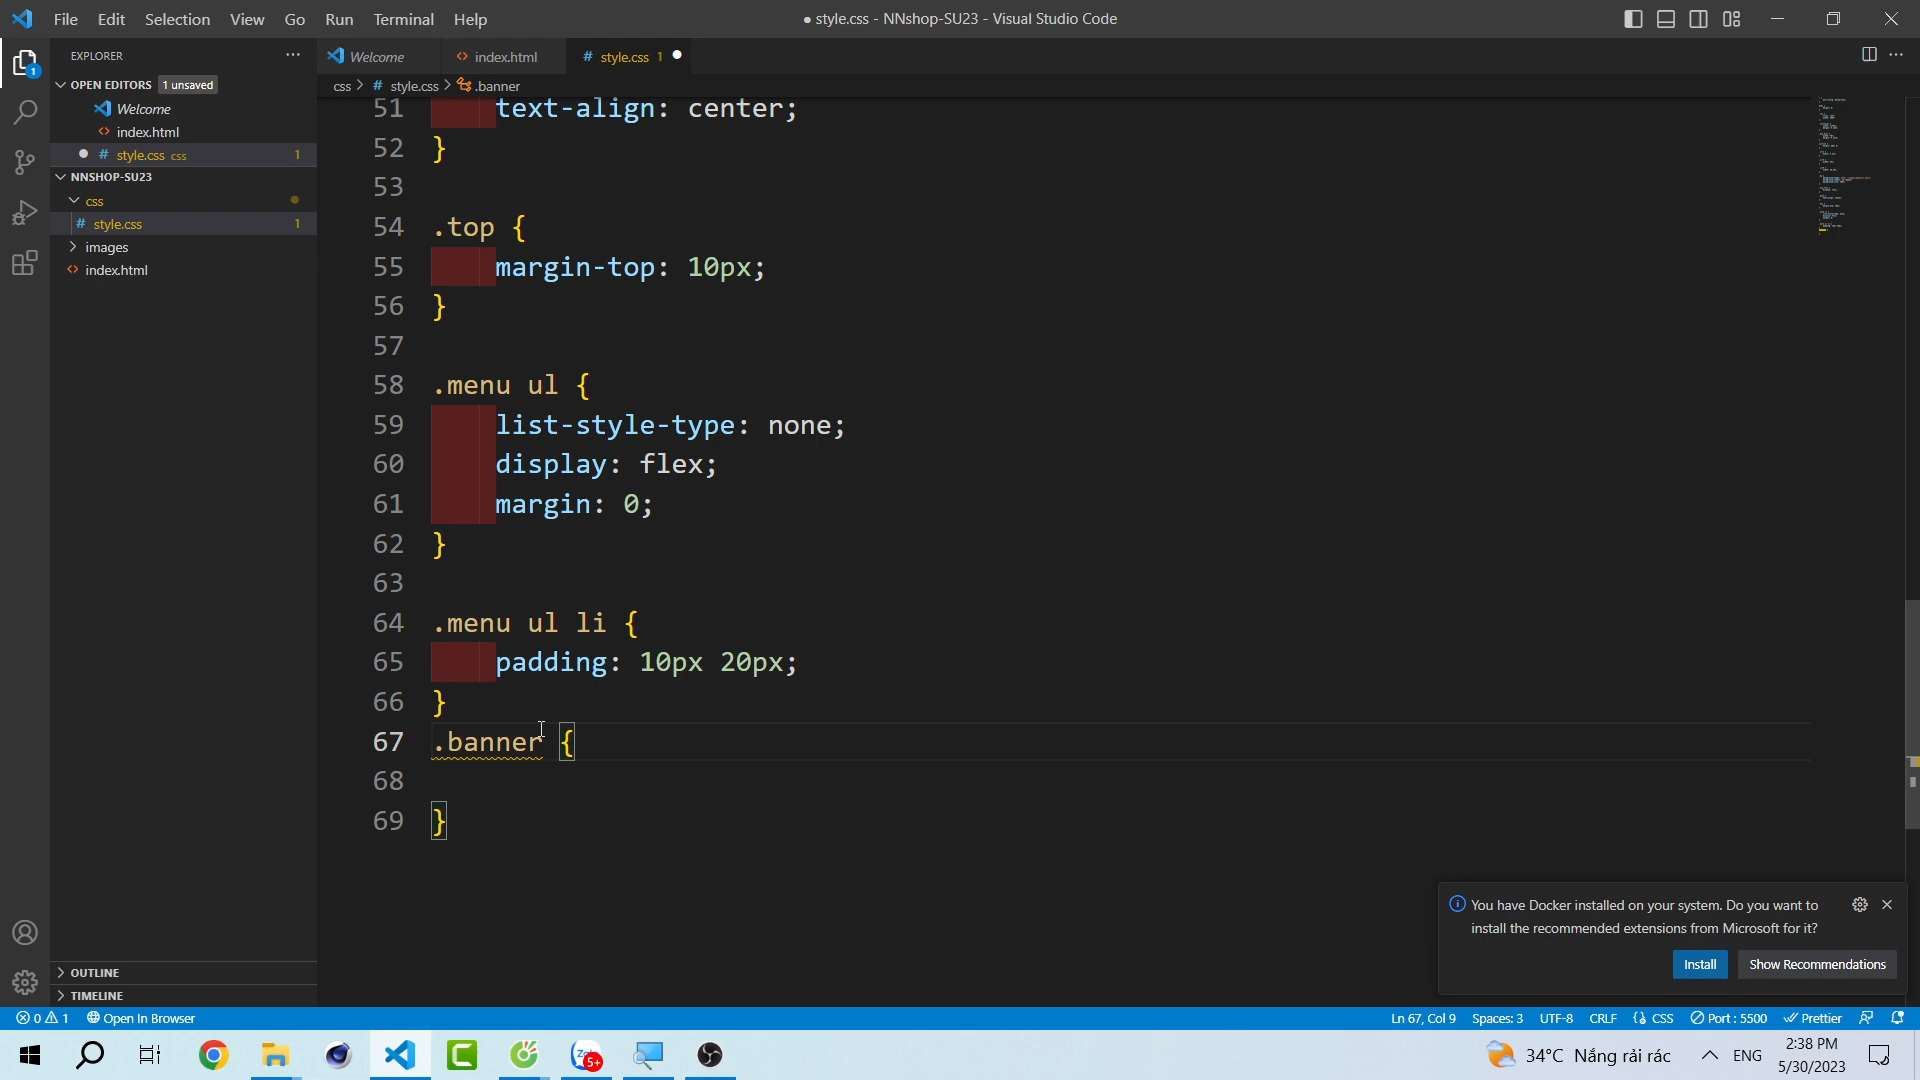 File Edit Selection View Go Run Terminal Help
● style.css - NNshop-SU23 - Visual Studio Code
EXPLORER
Welcome
index.html
# style.css 1
OPEN EDITORS 1 unsaved
css > # style.css > .banner
Welcome
index.html
# style.css css 1
NNSHOP-SU23
css
# style.css 1
images
index.html
1
51 text-align: center;
52 }
53
54 .top {
55 margin-top: 10px;
56 }
57
58 .menu ul {
59 list-style-type: none;
60 display: flex;
61 margin: 0;
62 }
63
64 .menu ul li {
65 padding: 10px 20px;
66 }
67 .banner {
68
69 }
You have Docker installed on your system. Do you want to
install the recommended extensions from Microsoft for it?
Install Show Recommendations
OUTLINE
TIMELINE
0 1 Open In Browser
Ln 67, Col 9 Spaces: 3 UTF-8 CRLF CSS Port : 5500 Prettier
5+
34°C Nắng rải rác
ENG
2:38 PM
5/30/2023